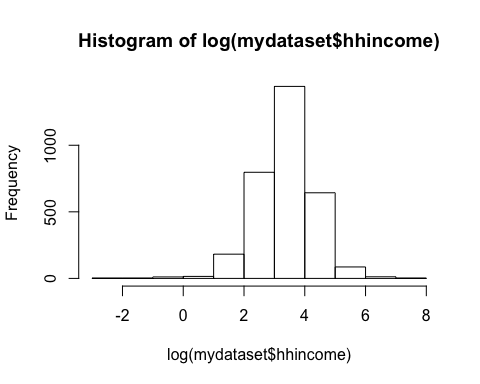 Histogram of log(mydataset$hhincome)
Frequency
1000
500
0
-2 0 2 4 6 8
log(mydataset$hhincome)